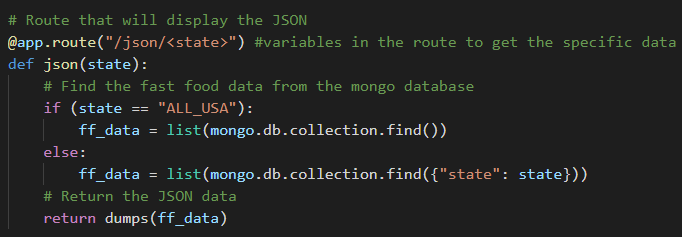 # Route that will display the JSON
@app.route("/json/<state>") #variables in the route to get the specific data
def json(state):
    # Find the fast food data from the mongo database
    if (state == "ALL_USA"):
        ff_data = list(mongo.db.collection.find())
    else:
        ff_data = list(mongo.db.collection.find({"state": state}))
    # Return the JSON data
    return dumps(ff_data)